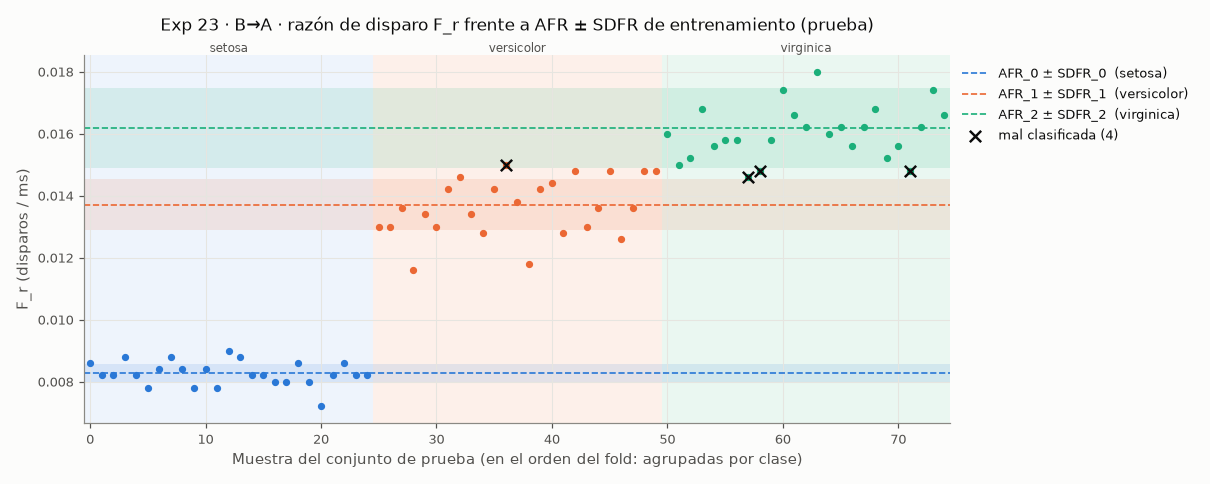 Exp 23 · B→A · razón de disparo F_r frente a AFR ± SDFR de entrenamiento (prueba)
setosa versicolor virginica
F_r (disparos / ms)
0.018
0.016
0.014
0.012
0.010
0.008
0 10 20 30 40 50 60 70
Muestra del conjunto de prueba (en el orden del fold: agrupadas por clase)
AFR_0 ± SDFR_0 (setosa)
AFR_1 ± SDFR_1 (versicolor)
AFR_2 ± SDFR_2 (virginica)
mal clasificada (4)